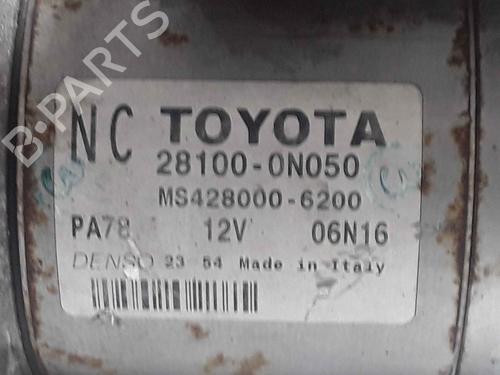 B-PARTS
NC TOYOTA
28100-0N050
MS428000-6200
PA78 12V 06N16
DENSO 23 54 Made in Italy